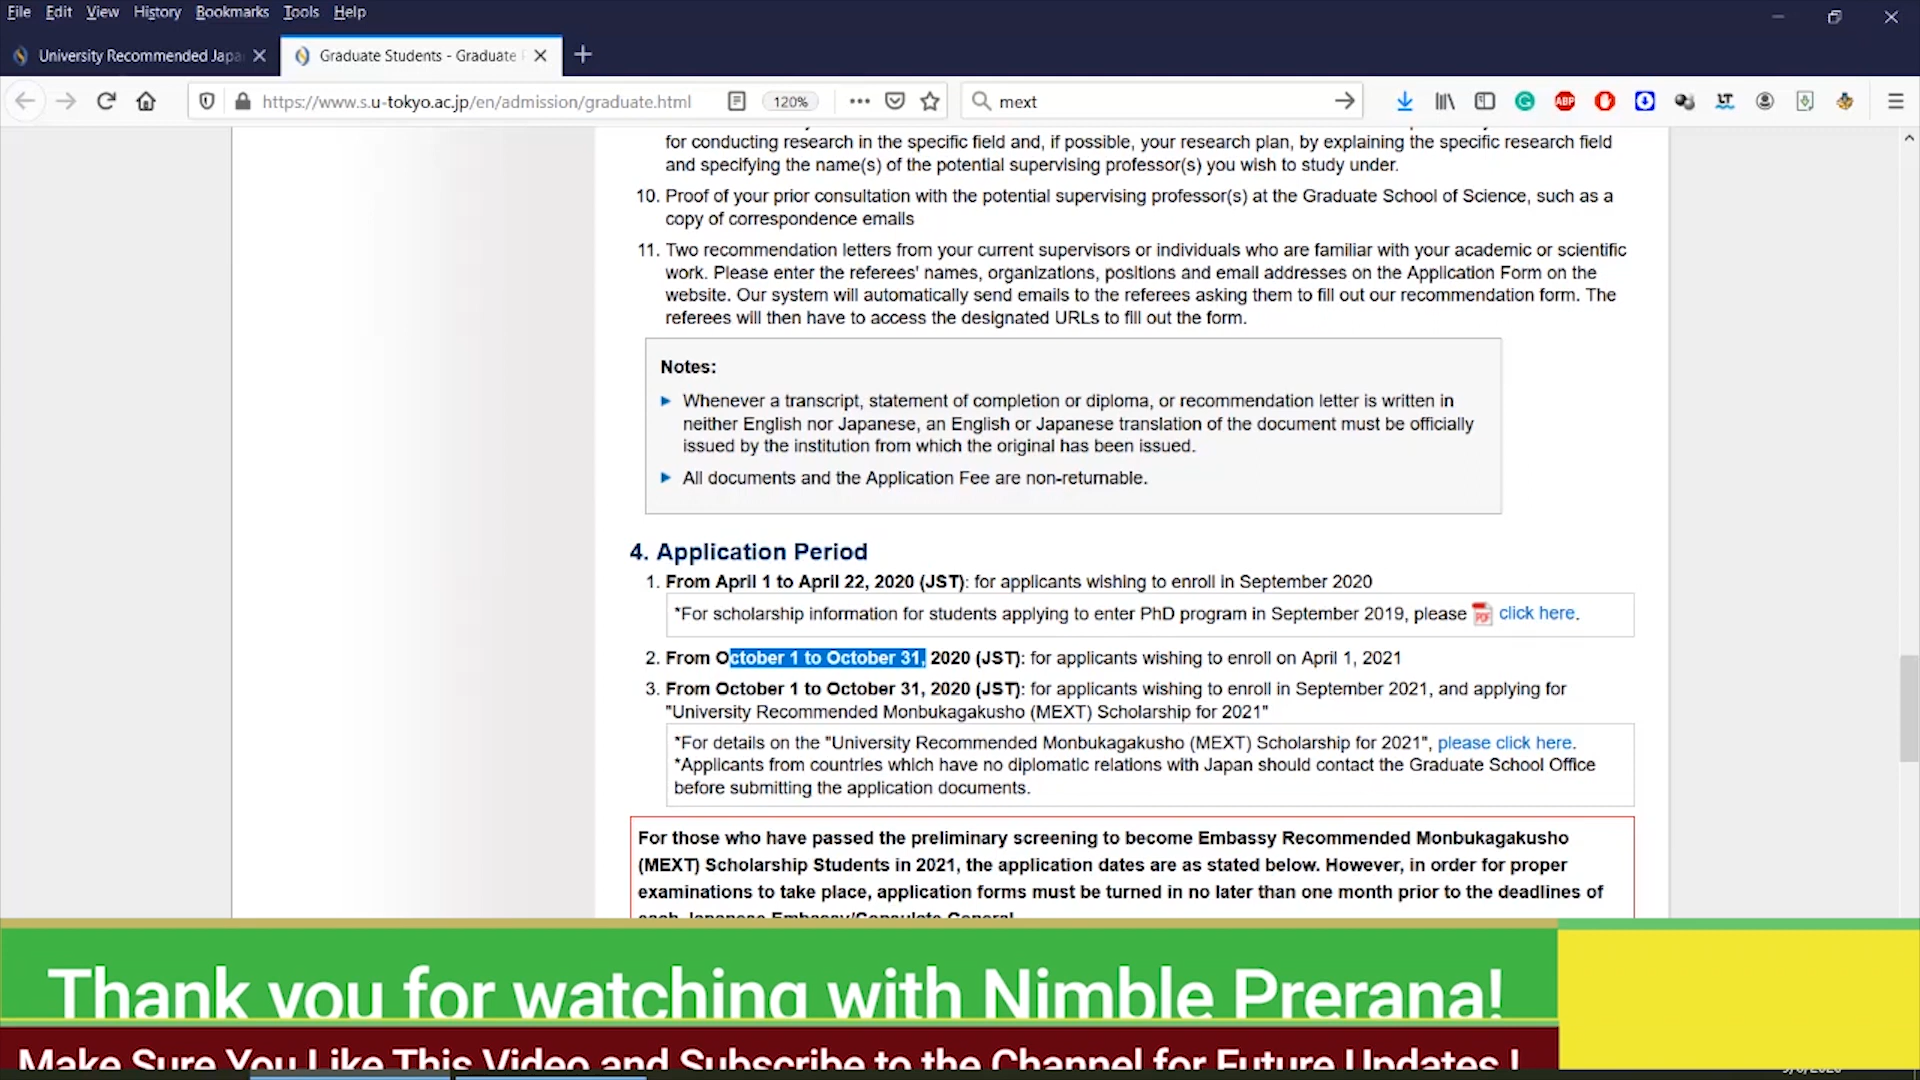 File Edit View History Bookmarks Tools Help
University Recommended Japa
Graduate Students - Graduate
https://www.s.u-tokyo.ac.jp/en/admission/graduate.html
120%
mext
for conducting research in the specific field and, if possible, your research plan, by explaining the specific research field
and specifying the name(s) of the potential supervising professor(s) you wish to study under.
10. Proof of your prior consultation with the potential supervising professor(s) at the Graduate School of Science, such as a
copy of correspondence emails
11. Two recommendation letters from your current supervisors or individuals who are familiar with your academic or scientific
work. Please enter the referees' names, organizations, positions and email addresses on the Application Form on the
website. Our system will automatically send emails to the referees asking them to fill out our recommendation form. The
referees will then have to access the designated URLs to fill out the form.
Notes:
Whenever a transcript, statement of completion or diploma, or recommendation letter is written in
neither English nor Japanese, an English or Japanese translation of the document must be officially
issued by the institution from which the original has been issued.
All documents and the Application Fee are non-returnable.
4. Application Period
1. From April 1 to April 22, 2020 (JST): for applicants wishing to enroll in September 2020
*For scholarship information for students applying to enter PhD program in September 2019, please PDF click here.
2. From October 1 to October 31, 2020 (JST): for applicants wishing to enroll on April 1, 2021
3. From October 1 to October 31, 2020 (JST): for applicants wishing to enroll in September 2021, and applying for
"University Recommended Monbukagakusho (MEXT) Scholarship for 2021"
*For details on the "University Recommended Monbukagakusho (MEXT) Scholarship for 2021", please click here.
*Applicants from countries which have no diplomatic relations with Japan should contact the Graduate School Office
before submitting the application documents.
For those who have passed the preliminary screening to become Embassy Recommended Monbukagakusho
(MEXT) Scholarship Students in 2021, the application dates are as stated below. However, in order for proper
examinations to take place, application forms must be turned in no later than one month prior to the deadlines of
each Japanese Embassy/Consulate General
Thank you for watching with Nimble Prerana!
Make Sure You Like This Video and Subscribe to the Channel for Future Updates !